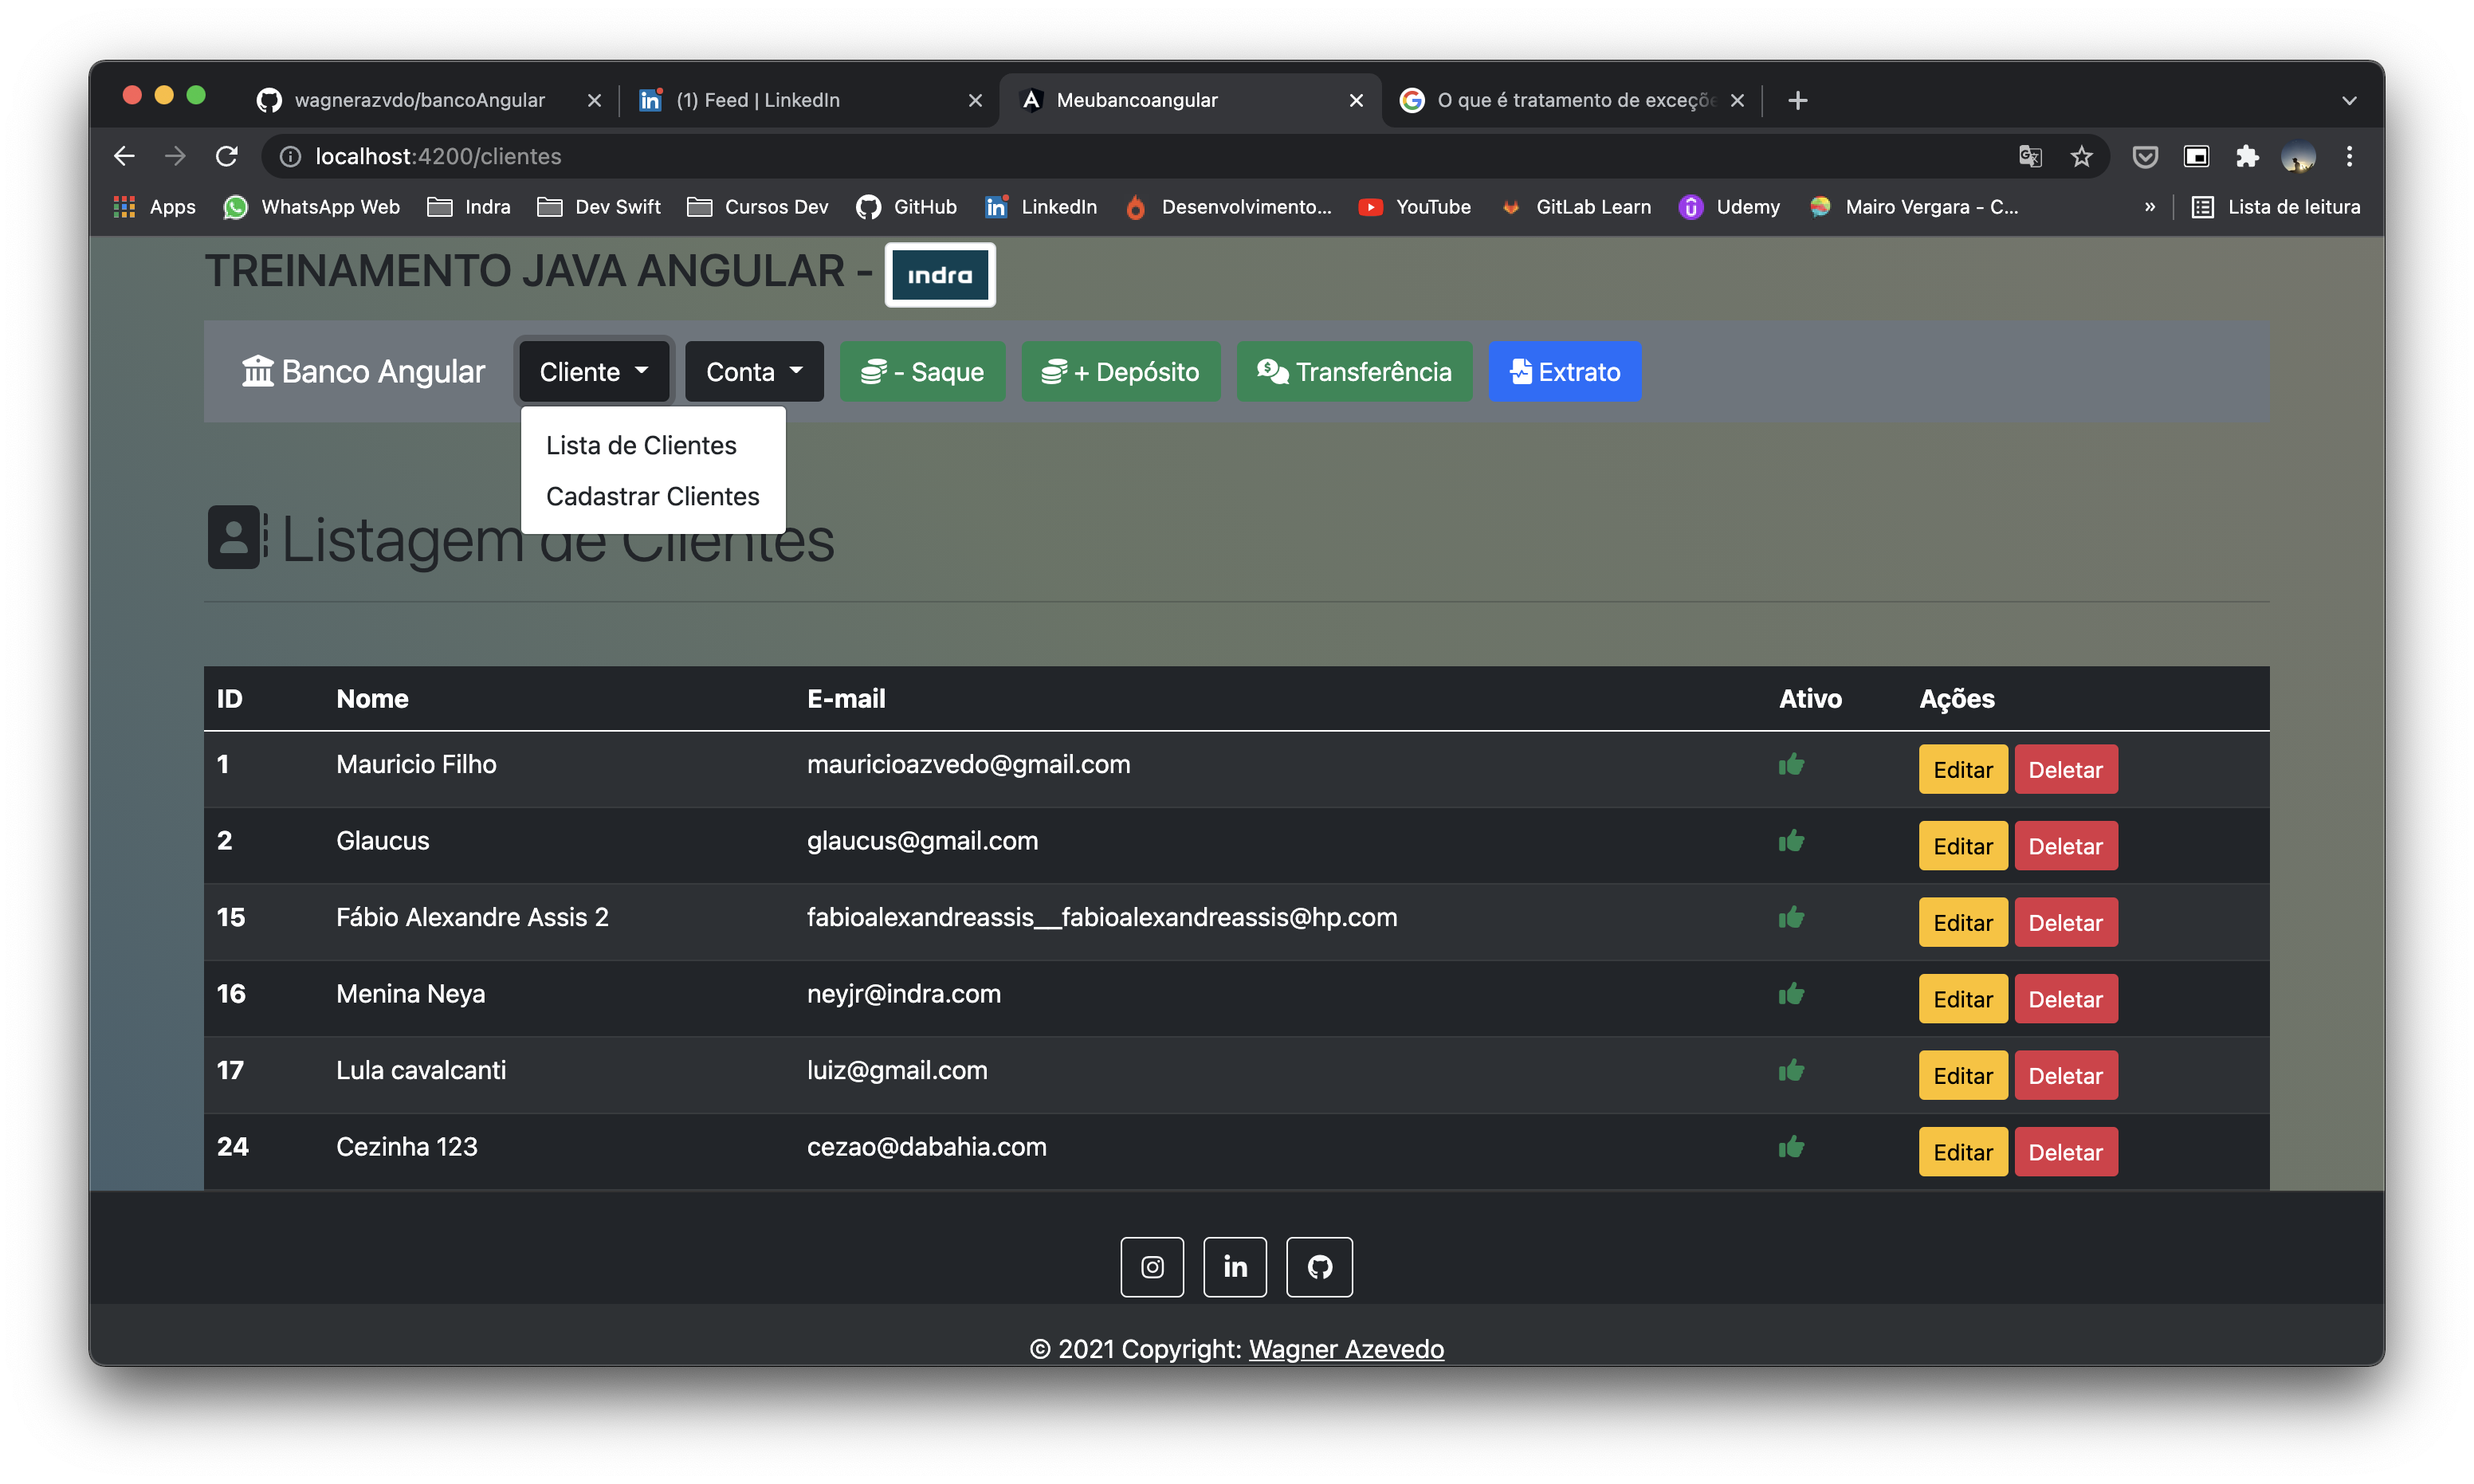 wagnerazvdo/bancoAngular
(1) Feed | LinkedIn
Meubancoangular
O que é tratamento de exceçõe
localhost:4200/clientes
Apps WhatsApp Web Indra Dev Swift Cursos Dev GitHub LinkedIn Desenvolvimento... YouTube GitLab Learn Udemy Mairo Vergara - C... » Lista de leitura
TREINAMENTO JAVA ANGULAR - indra
Banco Angular Cliente Conta - Saque + Depósito Transferência Extrato
Lista de Clientes
Cadastrar Clientes
Listagem de Clientes
ID Nome E-mail Ativo Ações
1 Mauricio Filho mauricioazvedo@gmail.com Editar Deletar
2 Glaucus glaucus@gmail.com Editar Deletar
15 Fábio Alexandre Assis 2 fabioalexandreassis__fabioalexandreassis@hp.com Editar Deletar
16 Menina Neya neyjr@indra.com Editar Deletar
17 Lula cavalcanti luiz@gmail.com Editar Deletar
24 Cezinha 123 cezao@dabahia.com Editar Deletar
© 2021 Copyright: Wagner Azevedo